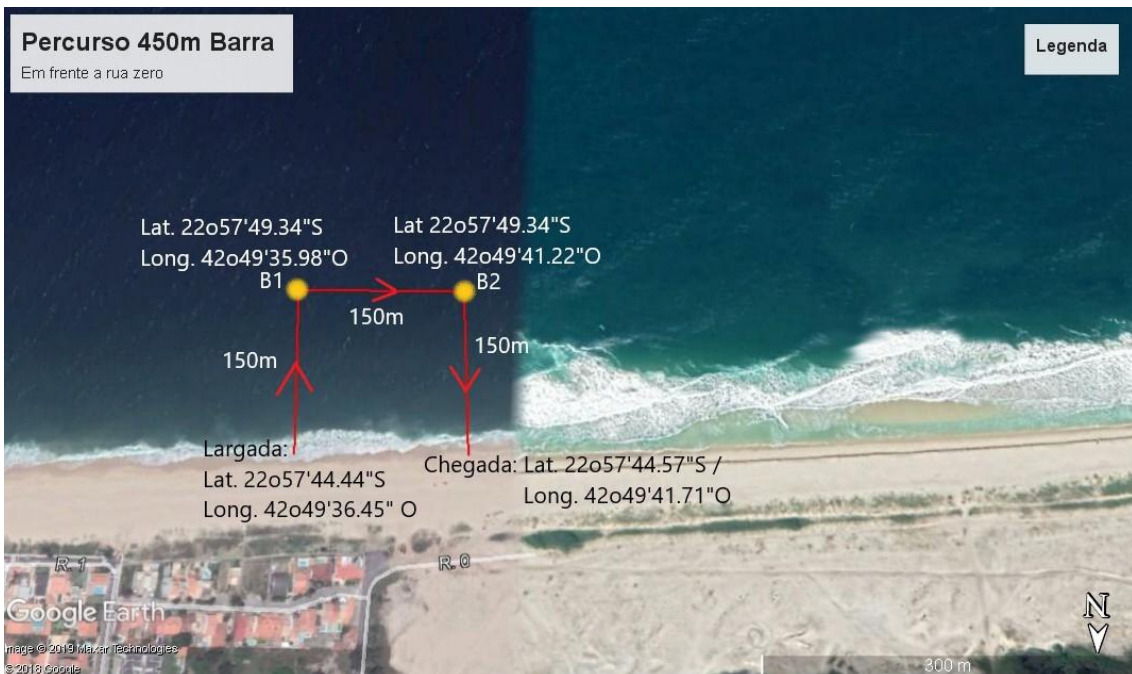 Percurso 450m Barra
Em frente a rua zero
Legenda
Lat. 22o57'49.34"S
Long. 42o49'35.98"O
B1
Lat 22o57'49.34"S
Long. 42o49'41.22"O
B2
150m
150m
150m
Largada:
Lat. 22o57'44.44"S
Long. 42o49'36.45" O
Chegada: Lat. 22o57'44.57"S /
Long. 42o49'41.71"O
R. 1
R. 0
Google Earth
Image © 2019 Maxar Technologies
© 2018 Google
N
300 m